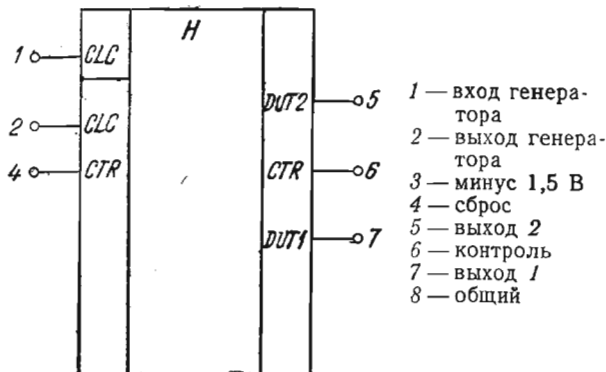 H
1 CLC
2 CLC
4 CTR
DUT2 5
CTR 6
DUT1 7
1 — вход генера-
тора
2 — выход генера-
тора
3 — минус 1,5 В
4 — сброс
5 — выход 2
6 — контроль
7 — выход 1
8 — общий